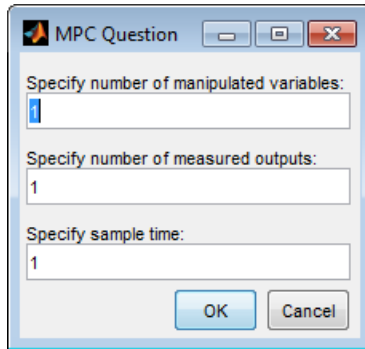 MPC Question
Specify number of manipulated variables:
1
Specify number of measured outputs:
1
Specify sample time:
1
OK Cancel